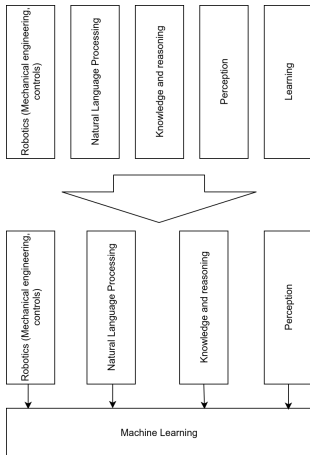 Robotics (Mechanical engineering,
controls)
Natural Language Processing
Knowledge and reasoning
Perception
Learning
Robotics (Mechanical engineering,
controls)
Natural Language Processing
Knowledge and reasoning
Perception
Machine Learning